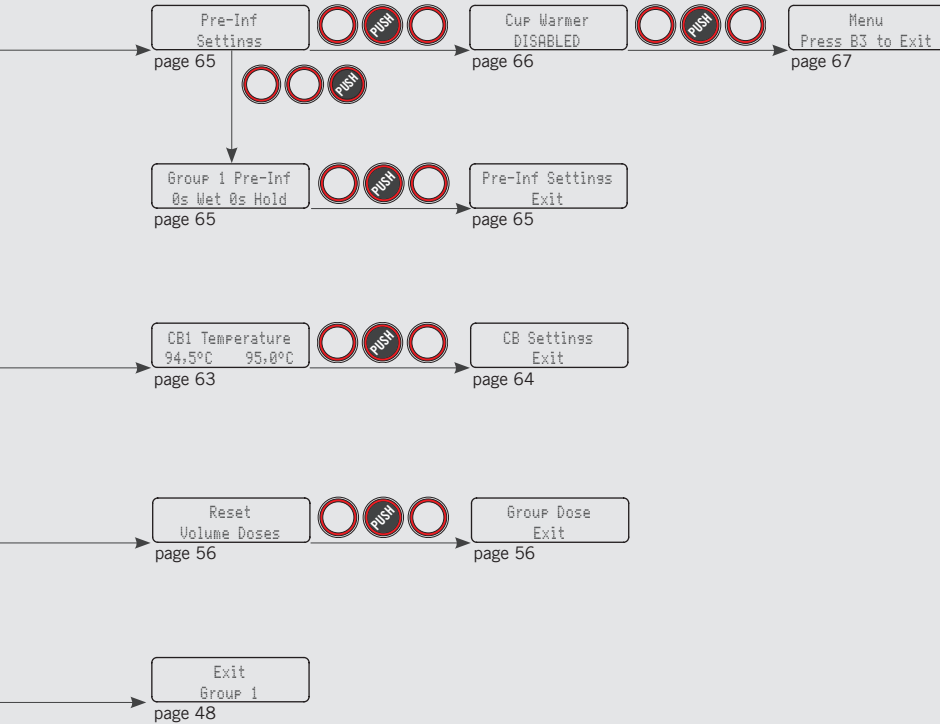 Pre-Inf
Settings
page 65
PUSH
Cup Warmer
DISABLED
page 66
PUSH
Menu
Press B3 to Exit
page 67
PUSH
Group 1 Pre-Inf
0s Wet 0s Hold
page 65
PUSH
Pre-Inf Settings
Exit
page 65
CB1 Temperature
94,5°C 95,0°C
page 63
PUSH
CB Settings
Exit
page 64
Reset
Volume Doses
page 56
PUSH
Group Dose
Exit
page 56
Exit
Group 1
page 48